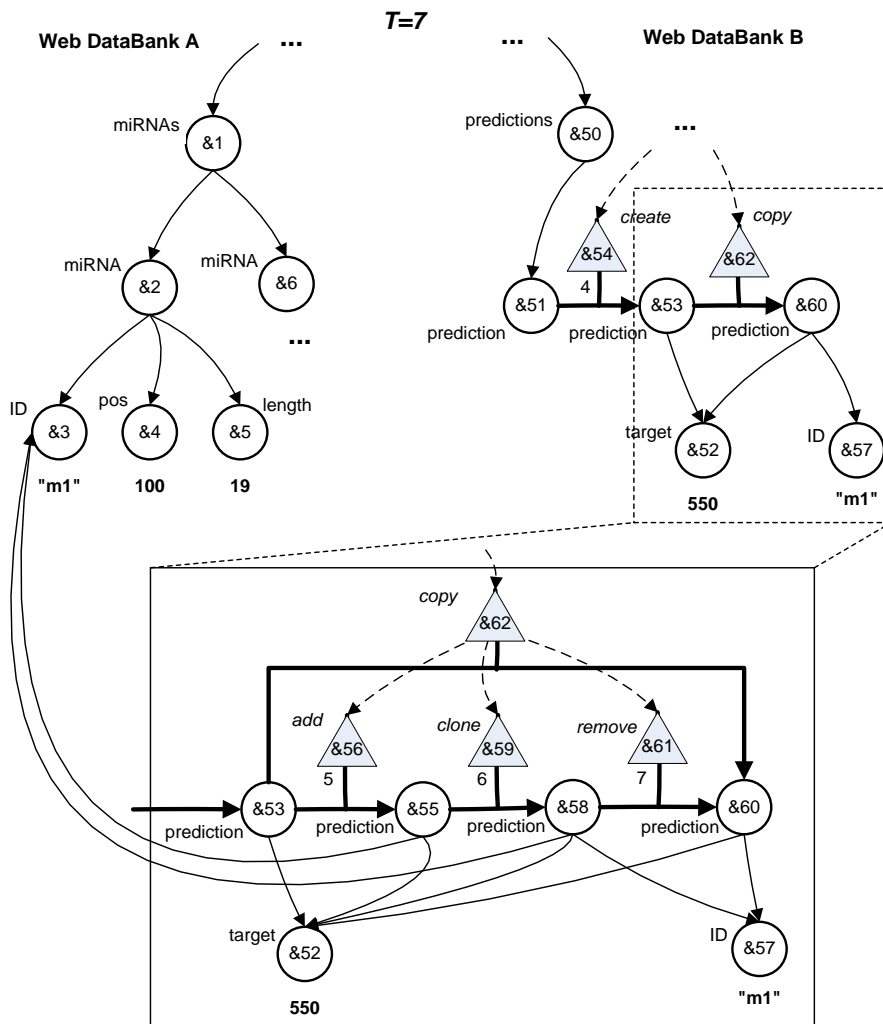 T=7
Web DataBank A
...
...
Web DataBank B
miRNAs
&1
predictions
&50
...
miRNA
&2
miRNA
&6
...
create
&54
4
copy
&62
&51
&53
&60
prediction
prediction
prediction
ID
&3
pos
&4
&5
length
target
&52
ID
&57
"m1"
100
19
550
"m1"
copy
&62
add
&56
5
clone
&59
6
remove
&61
7
&53
&55
&58
&60
prediction
prediction
prediction
prediction
target
&52
ID
&57
550
"m1"